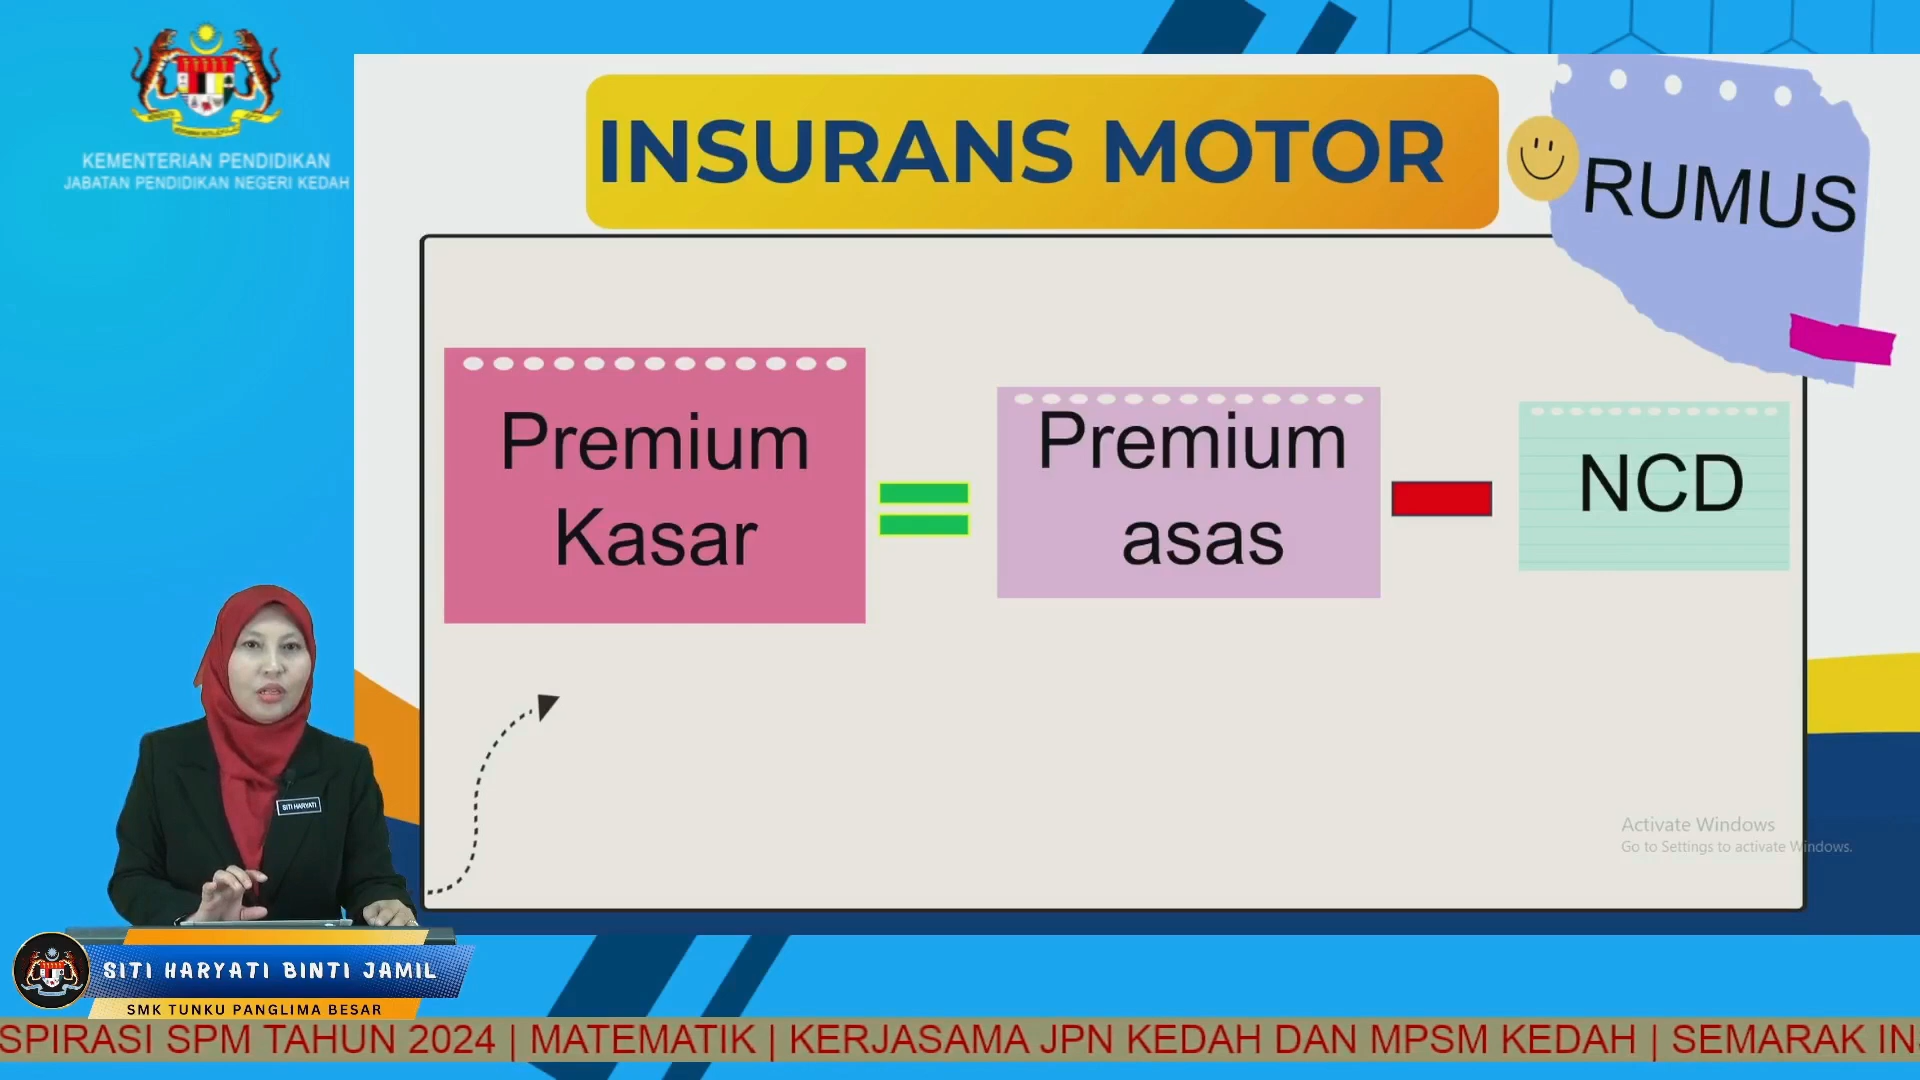 KEMENTERIAN PENDIDIKAN
JABATAN PENDIDIKAN NEGERI KEDAH
INSURANS MOTOR
RUMUS
Premium
Kasar
Premium
asas
NCD
Activate Windows
Go to Settings to activate Windows.
SITI HARYATI
SITI HARYATI BINTI JAMIL
SMK TUNKU PANGLIMA BESAR
SPIRASI SPM TAHUN 2024 | MATEMATIK | KERJASAMA JPN KEDAH DAN MPSM KEDAH | SEMARAK IN